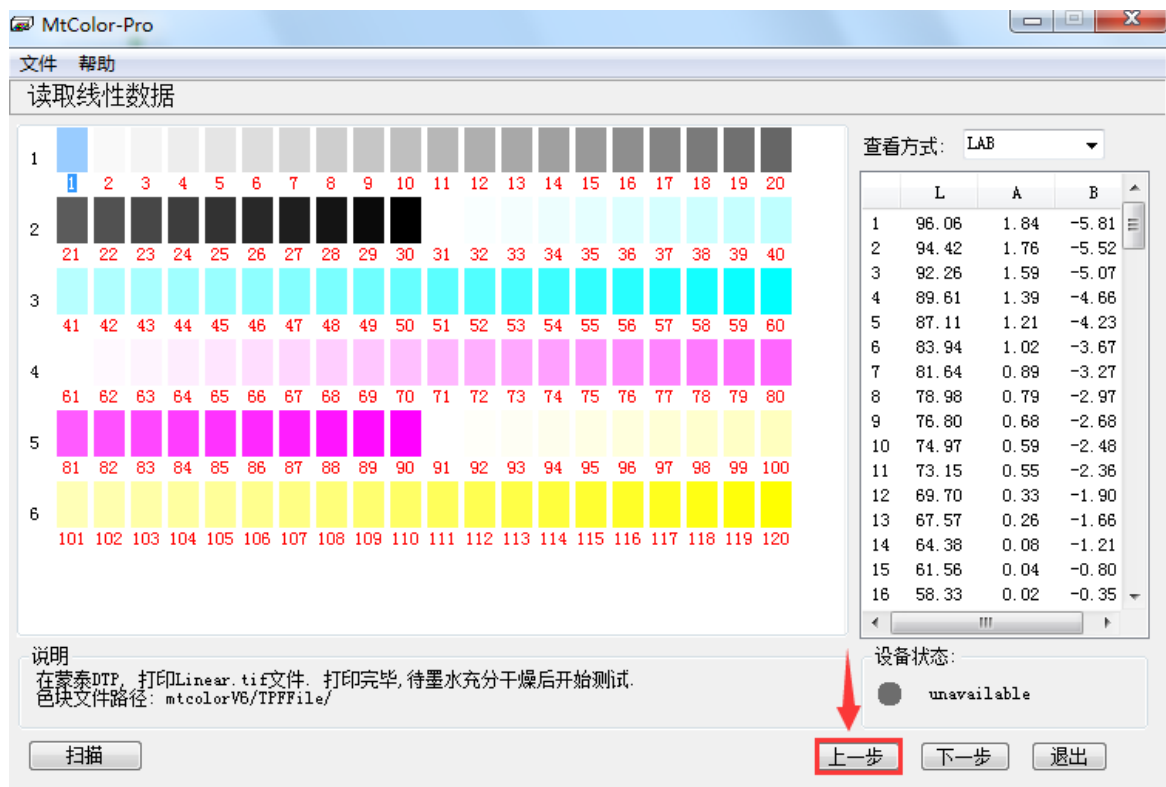 MtColor-Pro
文件 帮助
读取线性数据
1
1 2 3 4 5 6 7 8 9 10 11 12 13 14 15 16 17 18 19 20
2
21 22 23 24 25 26 27 28 29 30 31 32 33 34 35 36 37 38 39 40
3
41 42 43 44 45 46 47 48 49 50 51 52 53 54 55 56 57 58 59 60
4
61 62 63 64 65 66 67 68 69 70 71 72 73 74 75 76 77 78 79 80
5
81 82 83 84 85 86 87 88 89 90 91 92 93 94 95 96 97 98 99 100
6
101 102 103 104 105 106 107 108 109 110 111 112 113 114 115 116 117 118 119 120
查看方式: LAB
L A B
1 96.06 1.84 -5.81
2 94.42 1.76 -5.52
3 92.26 1.59 -5.07
4 89.61 1.39 -4.66
5 87.11 1.21 -4.23
6 83.94 1.02 -3.67
7 81.64 0.89 -3.27
8 78.98 0.79 -2.97
9 76.80 0.68 -2.68
10 74.97 0.59 -2.48
11 73.15 0.55 -2.36
12 69.70 0.33 -1.90
13 67.57 0.26 -1.66
14 64.38 0.08 -1.21
15 61.56 0.04 -0.80
16 58.33 0.02 -0.35
说明
在蒙泰DTP, 打印Linear.tif文件. 打印完毕,待墨水充分干燥后开始测试.
色块文件路径: mtcolorV6/TPFFile/
设备状态:
unavailable
扫描 上一步 下一步 退出